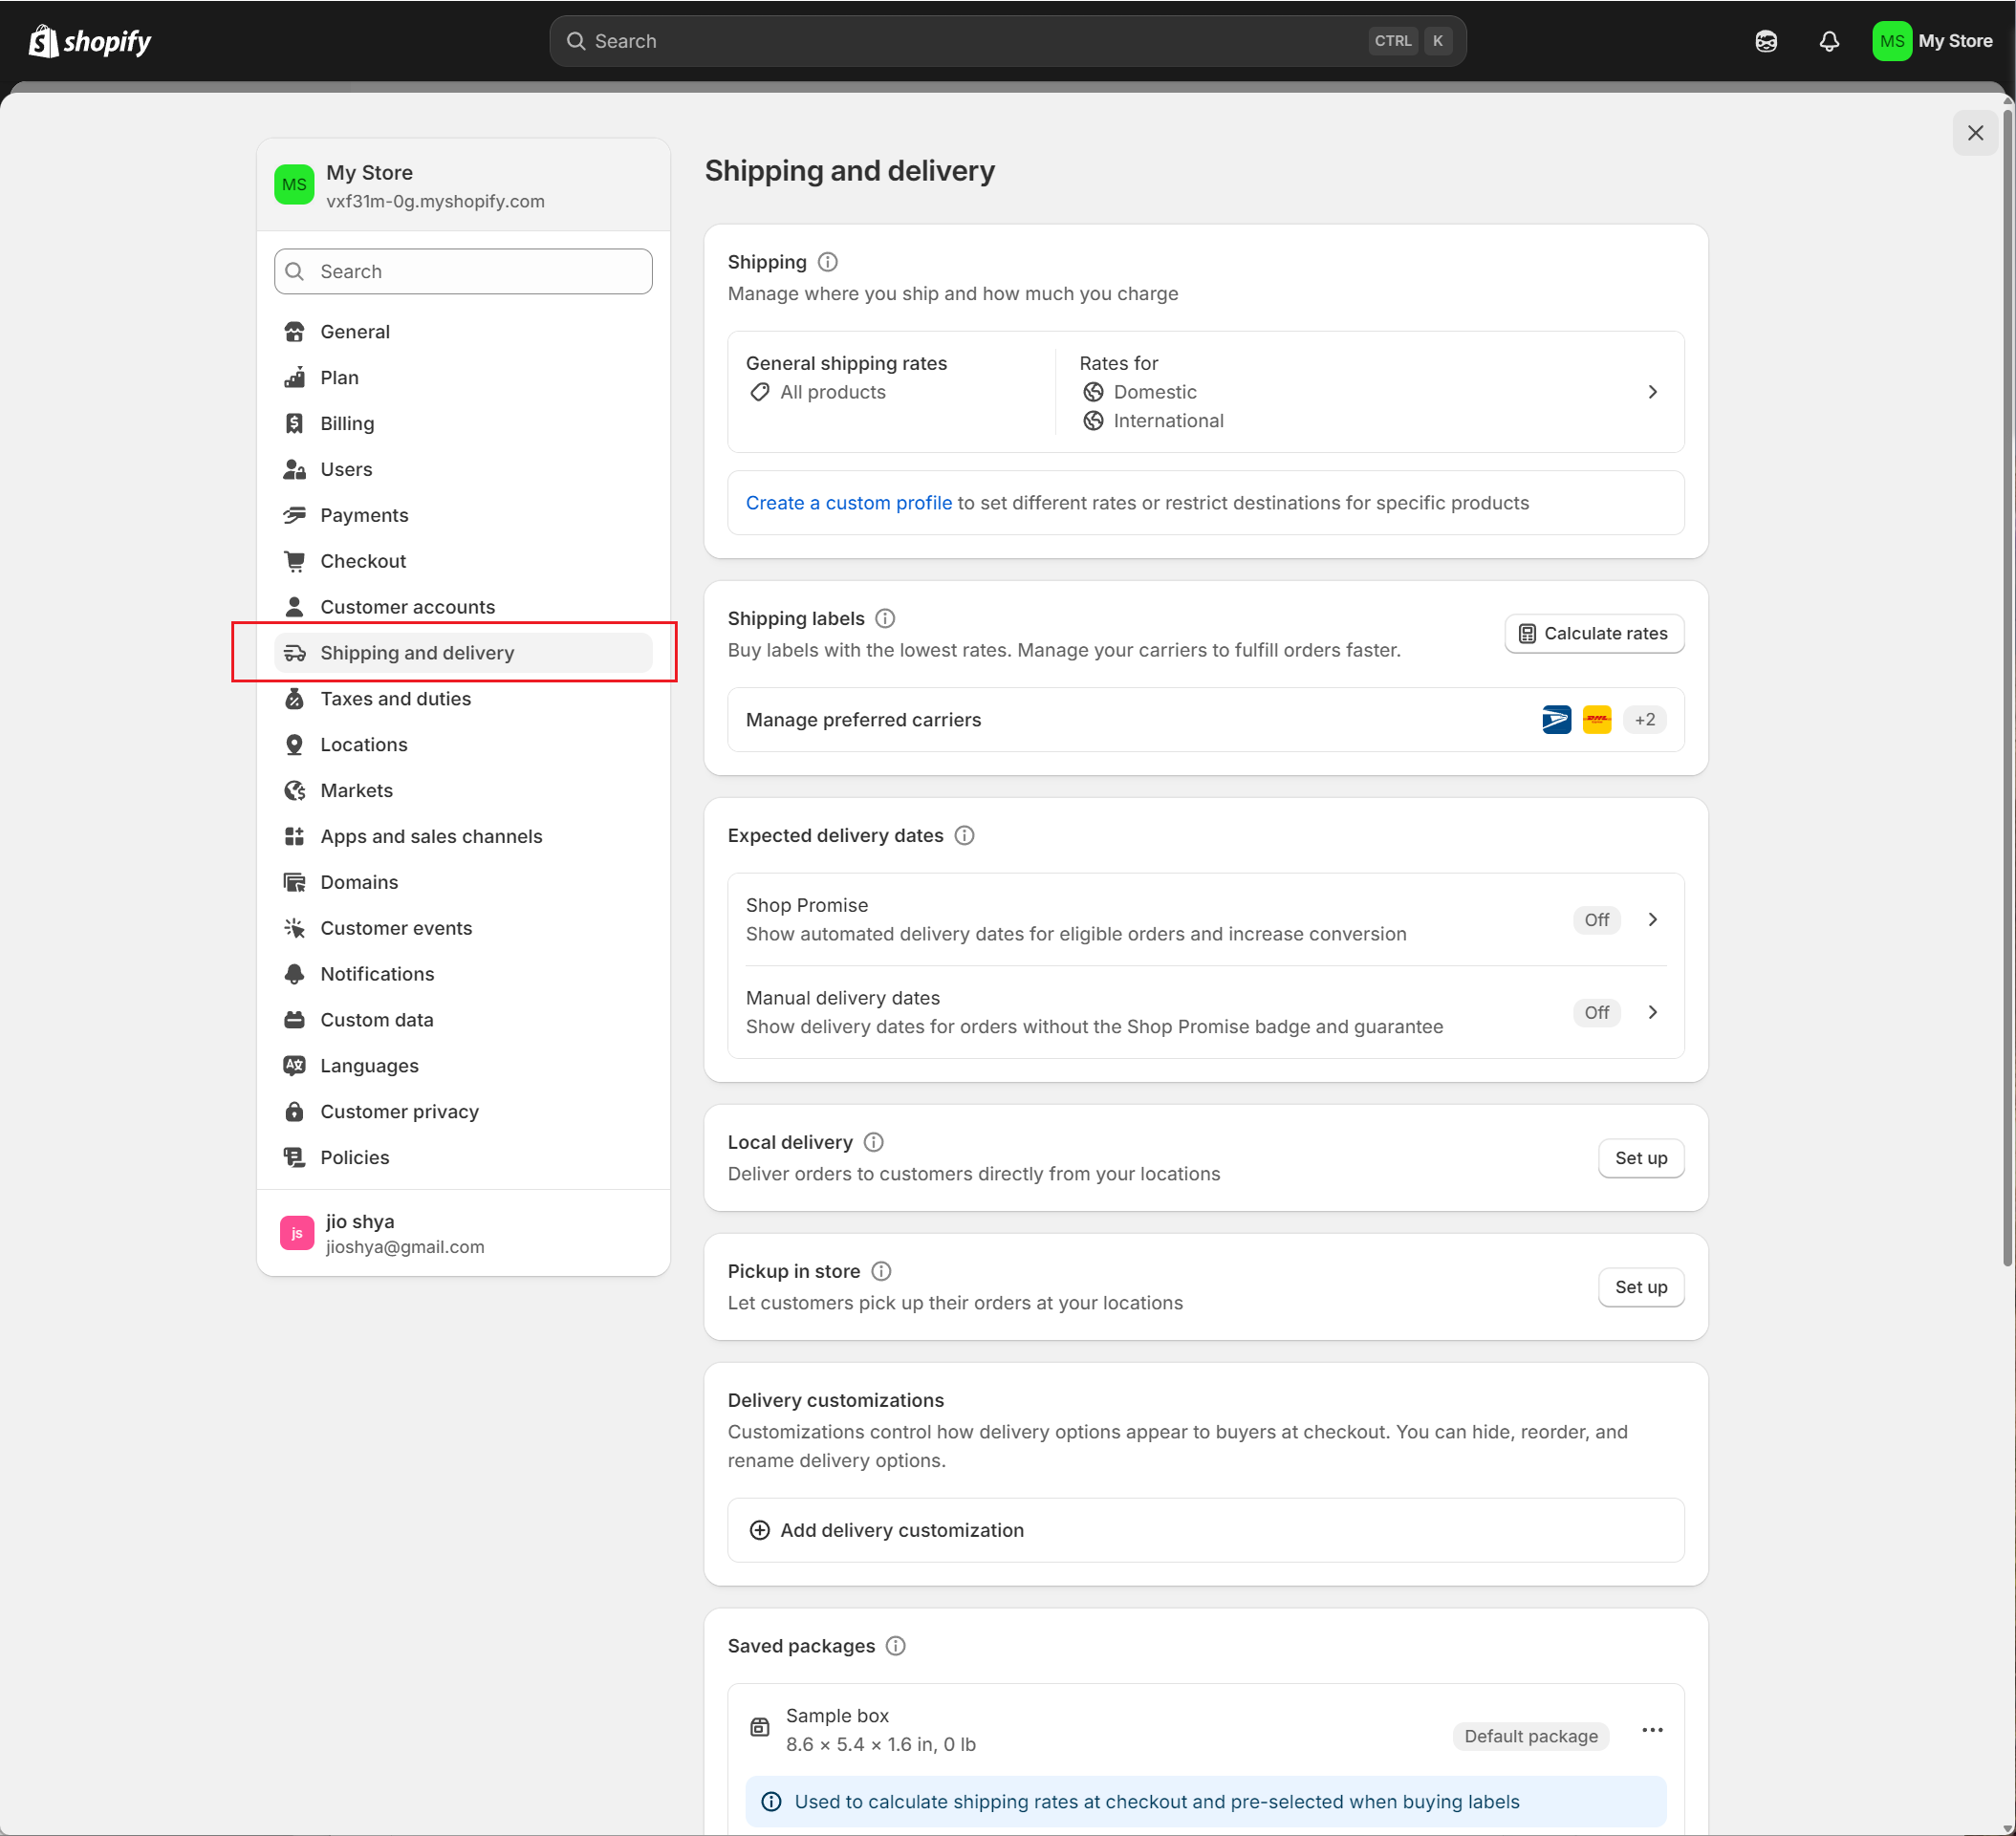 shopify
Search
CTRL K
MS My Store
MS
My Store
vxf31m-0g.myshopify.com
Search
General
Plan
Billing
Users
Payments
Checkout
Customer accounts
Shipping and delivery
Taxes and duties
Locations
Markets
Apps and sales channels
Domains
Customer events
Notifications
Custom data
Languages
Customer privacy
Policies
js
jio shya
jioshya@gmail.com
Shipping and delivery
Shipping
Manage where you ship and how much you charge
General shipping rates
All products
Rates for
Domestic
International
Create a custom profile to set different rates or restrict destinations for specific products
Shipping labels
Buy labels with the lowest rates. Manage your carriers to fulfill orders faster.
Calculate rates
Manage preferred carriers
DHL
+2
Expected delivery dates
Shop Promise
Show automated delivery dates for eligible orders and increase conversion
Off
Manual delivery dates
Show delivery dates for orders without the Shop Promise badge and guarantee
Off
Local delivery
Deliver orders to customers directly from your locations
Set up
Pickup in store
Let customers pick up their orders at your locations
Set up
Delivery customizations
Customizations control how delivery options appear to buyers at checkout. You can hide, reorder, and
rename delivery options.
Add delivery customization
Saved packages
Sample box
8.6 × 5.4 × 1.6 in, 0 lb
Default package
Used to calculate shipping rates at checkout and pre-selected when buying labels